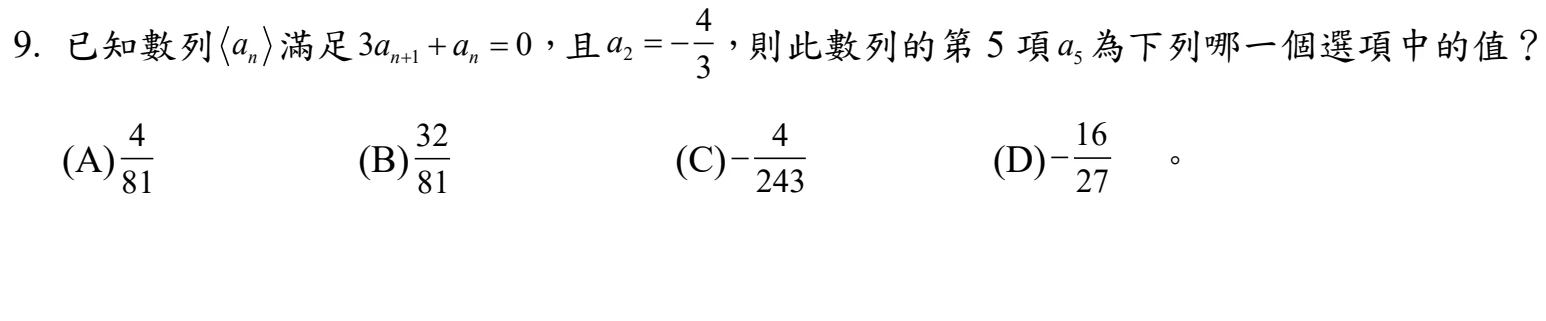 9. 已知數列⟨aₙ⟩滿足3aₙ₊₁ + aₙ = 0，且a₂ = −4/3，則此數列的第 5 項a₅為下列哪一個選項中的值？
(A) 4/81 (B) 32/81 (C) −4/243 (D) −16/27 。